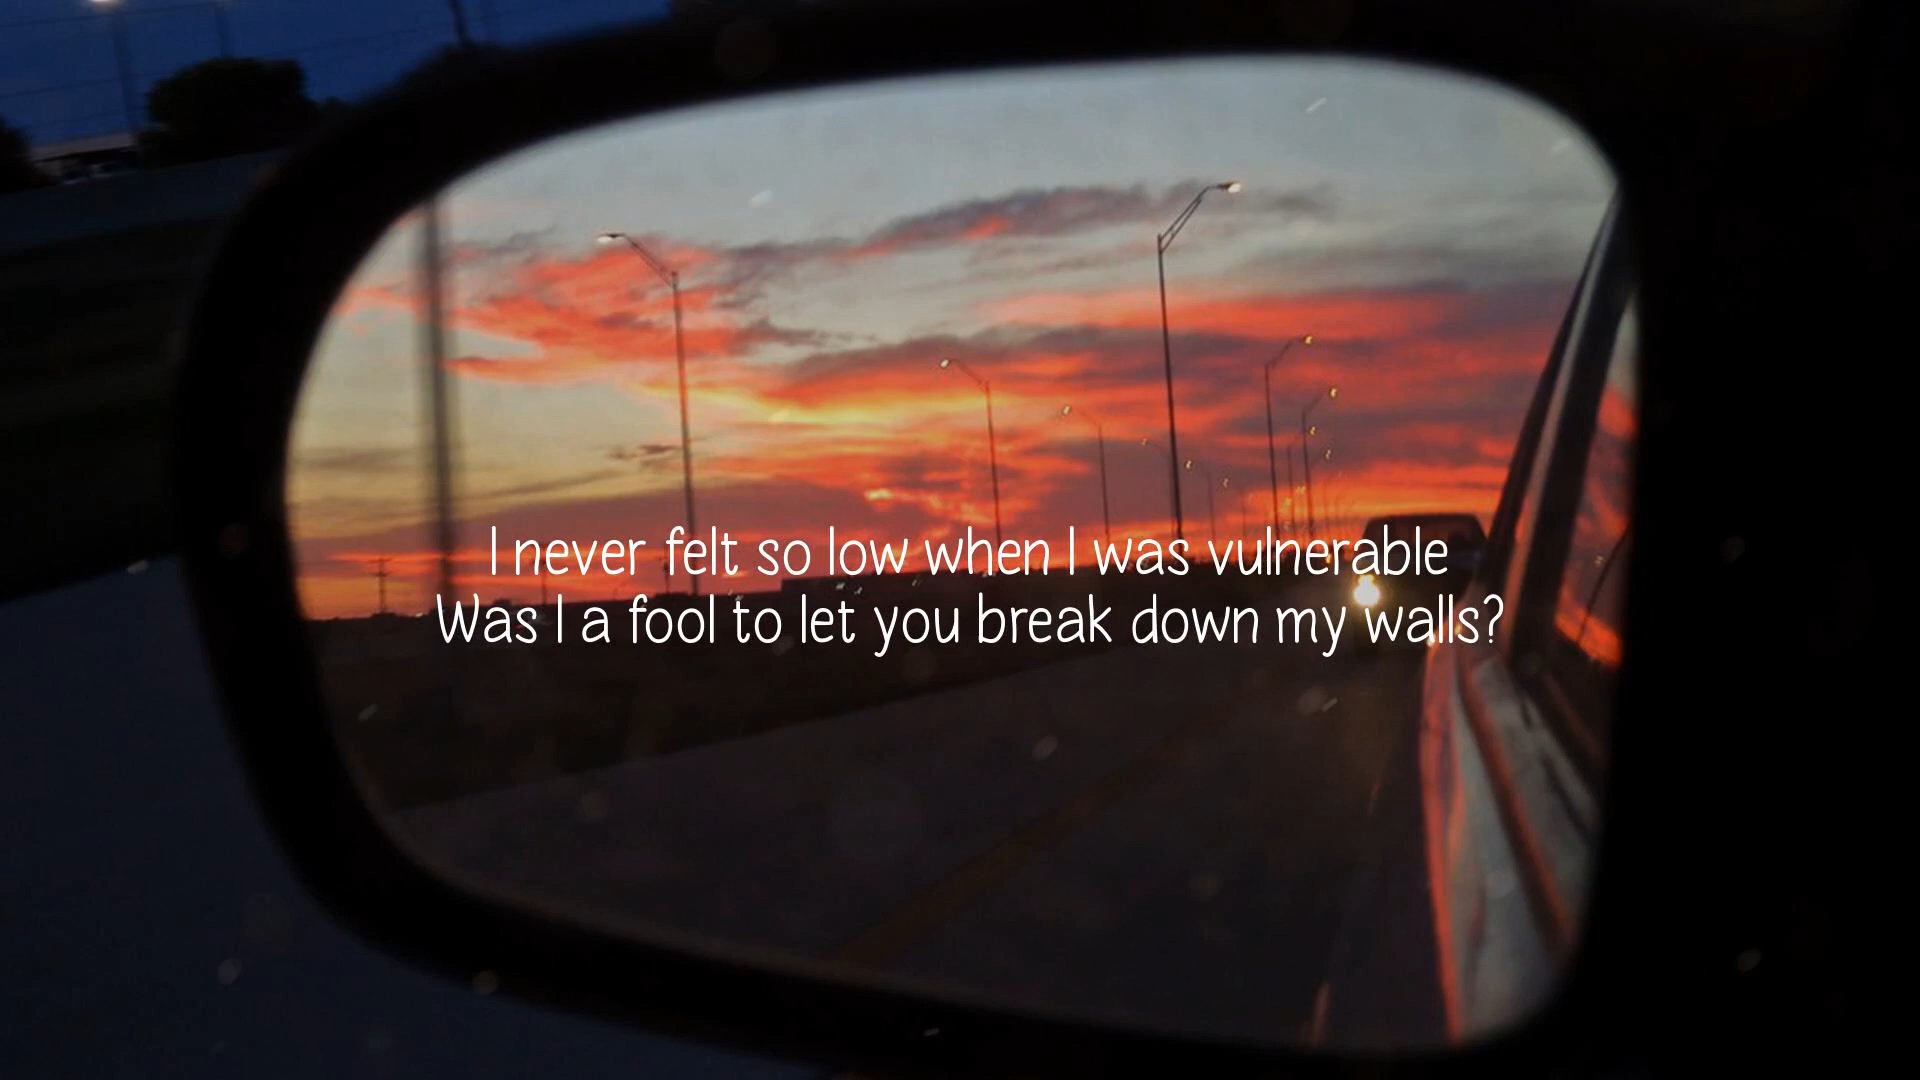 I never felt so low when I was vulnerable
Was I a fool to let you break down my walls?